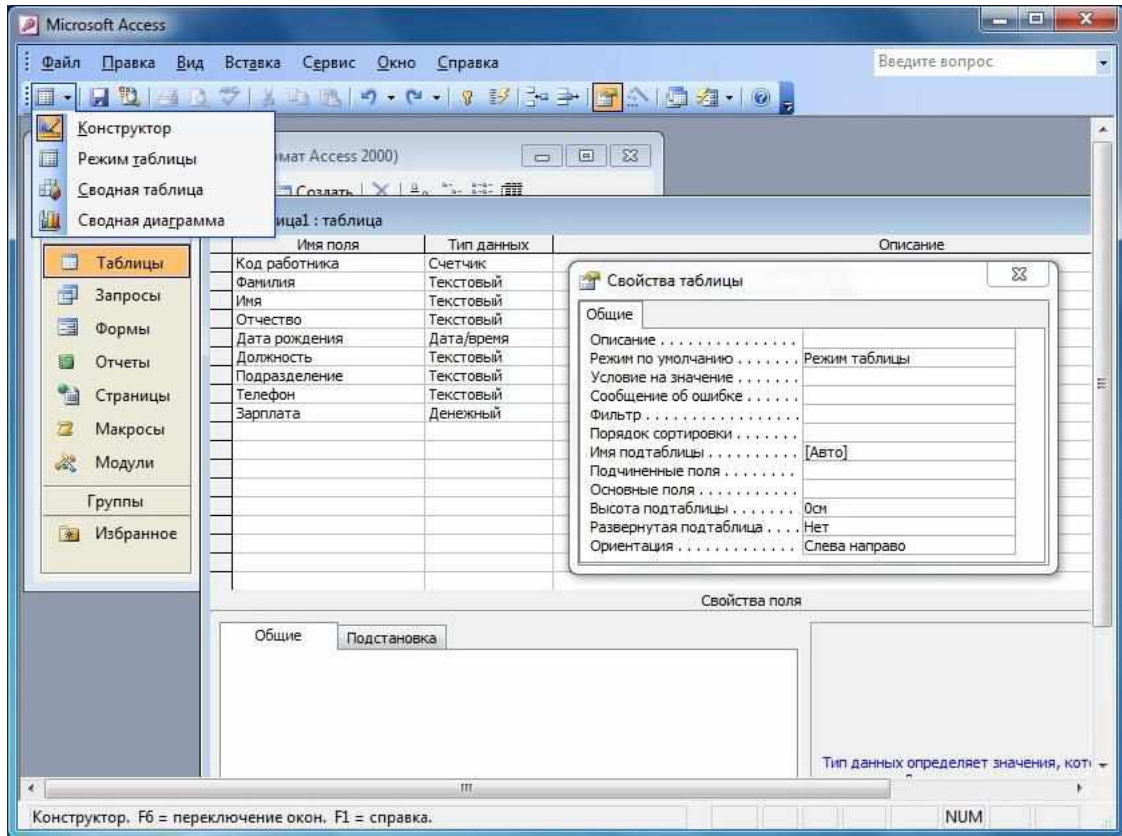 Microsoft Access
Файл Правка Вид Вставка Сервис Окно Справка Введите вопрос
Конструктор
Режим таблицы
Сводная таблица
Сводная диаграмма
мат Access 2000)
Создать
ица1 : таблица
Имя поля Тип данных Описание
Код работника Счетчик
Фамилия Текстовый
Имя Текстовый
Отчество Текстовый
Дата рождения Дата/время
Должность Текстовый
Подразделение Текстовый
Телефон Текстовый
Зарплата Денежный
Таблицы
Запросы
Формы
Отчеты
Страницы
Макросы
Модули
Группы
Избранное
Свойства таблицы
Общие
Описание . . . . . . . . . . . . . . .
Режим по умолчанию . . . . . . . Режим таблицы
Условие на значение . . . . . . .
Сообщение об ошибке . . . . . .
Фильтр . . . . . . . . . . . . . . . . .
Порядок сортировки . . . . . . .
Имя подтаблицы . . . . . . . . . . [Авто]
Подчиненные поля . . . . . . . .
Основные поля . . . . . . . . . . .
Высота подтаблицы . . . . . . . 0см
Развернутая подтаблица . . . . Нет
Ориентация . . . . . . . . . . . . . Слева направо
Свойства поля
Общие Подстановка
Тип данных определяет значения, кот
Конструктор. F6 = переключение окон. F1 = справка. NUM